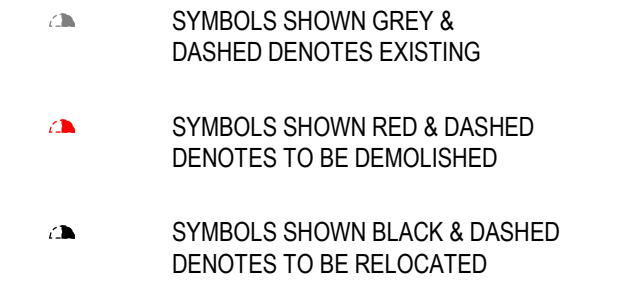 SYMBOLS SHOWN GREY &
DASHED DENOTES EXISTING
SYMBOLS SHOWN RED & DASHED
DENOTES TO BE DEMOLISHED
SYMBOLS SHOWN BLACK & DASHED
DENOTES TO BE RELOCATED